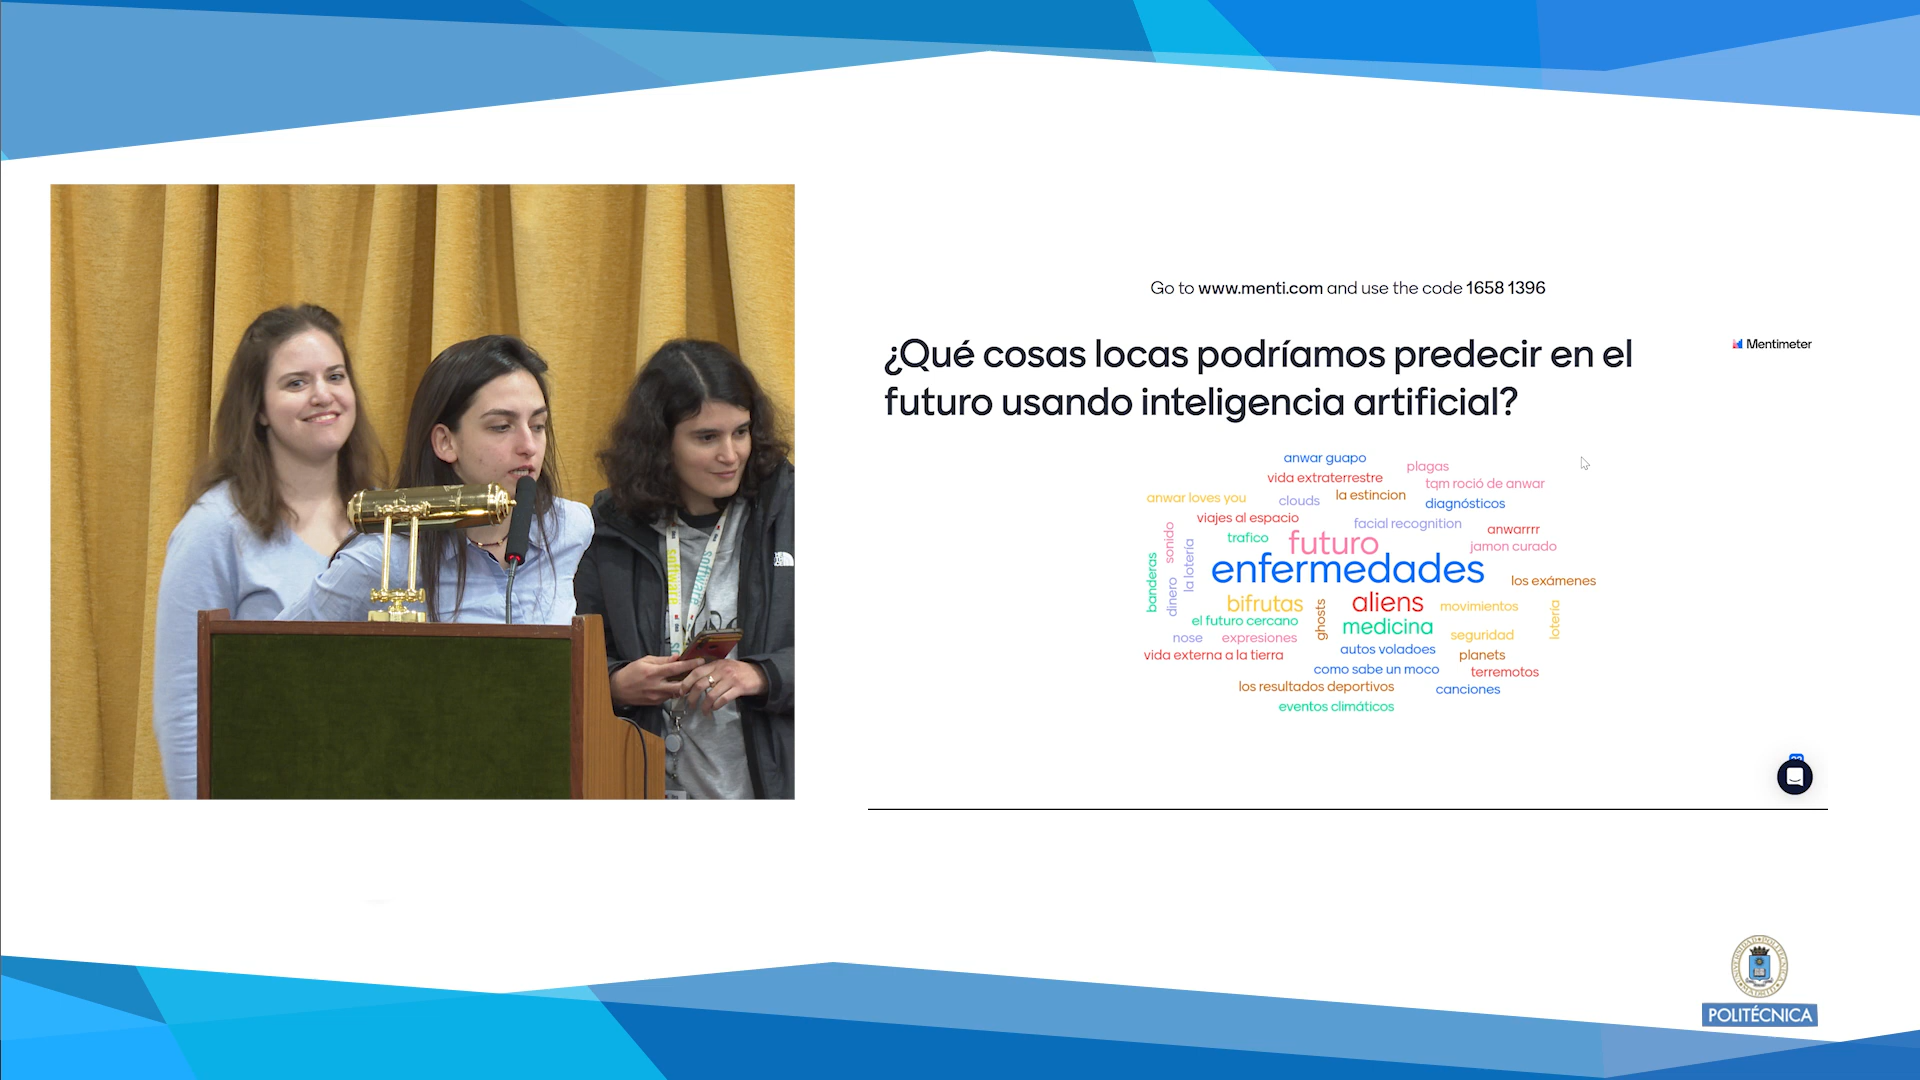 Go to www.menti.com and use the code 1658 1396
¿Qué cosas locas podríamos predecir en el
futuro usando inteligencia artificial?
Mentimeter
anwar guapo
plagas
vida extraterrestre
tqm roció de anwar
anwar loves you
clouds
la estincion
diagnósticos
viajes al espacio
facial recognition
anwarrrr
sonido
trafico
futuro
jamon curado
la lotería
banderas
enfermedades
los exámenes
dinero
bifrutas
ghosts
aliens
movimientos
lotería
el futuro cercano
medicina
seguridad
nose
expresiones
autos voladoes
vida externa a la tierra
planets
como sabe un moco
terremotos
los resultados deportivos
canciones
eventos climáticos
software
software
POLITÉCNICA